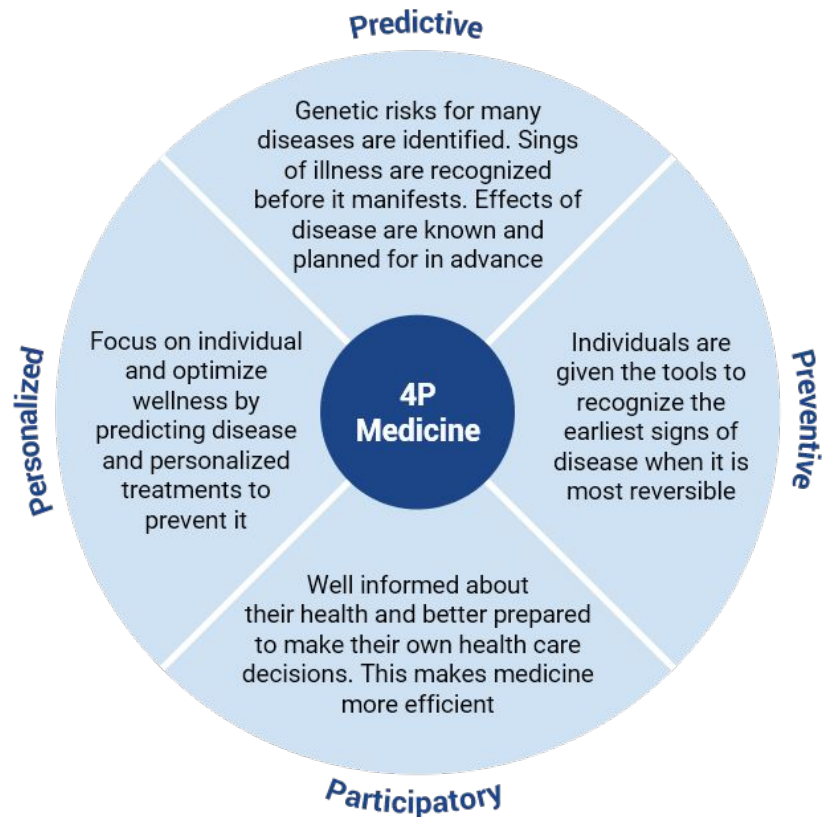 Predictive
Genetic risks for many
diseases are identified. Sings
of illness are recognized
before it manifests. Effects of
disease are known and
planned for in advance
Personalized
Focus on individual
and optimize
wellness by
predicting disease
and personalized
treatments to
prevent it
4P
Medicine
Individuals are
given the tools to
recognize the
earliest signs of
disease when it is
most reversible
Preventive
Well informed about
their health and better prepared
to make their own health care
decisions. This makes medicine
more efficient
Participatory